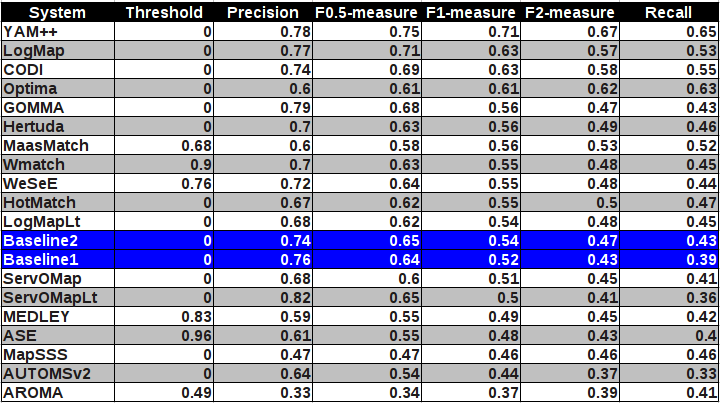 System Threshold Precision F0.5-measure F1-measure F2-measure Recall
YAM++ 0 0.78 0.75 0.71 0.67 0.65
LogMap 0 0.77 0.71 0.63 0.57 0.53
CODI 0 0.74 0.69 0.63 0.58 0.55
Optima 0 0.6 0.61 0.61 0.62 0.63
GOMMA 0 0.79 0.68 0.56 0.47 0.43
Hertuda 0 0.7 0.63 0.56 0.49 0.46
MaasMatch 0.68 0.6 0.58 0.56 0.53 0.52
Wmatch 0.9 0.7 0.63 0.55 0.48 0.45
WeSeE 0.76 0.72 0.64 0.55 0.48 0.44
HotMatch 0 0.67 0.62 0.55 0.5 0.47
LogMapLt 0 0.68 0.62 0.54 0.48 0.45
Baseline2 0 0.74 0.65 0.54 0.47 0.43
Baseline1 0 0.76 0.64 0.52 0.43 0.39
ServOMap 0 0.68 0.6 0.51 0.45 0.41
ServOMapLt 0 0.82 0.65 0.5 0.41 0.36
MEDLEY 0.83 0.59 0.55 0.49 0.45 0.42
ASE 0.96 0.61 0.55 0.48 0.43 0.4
MapSSS 0 0.47 0.47 0.46 0.46 0.46
AUTOMSv2 0 0.64 0.54 0.44 0.37 0.33
AROMA 0.49 0.33 0.34 0.37 0.39 0.41